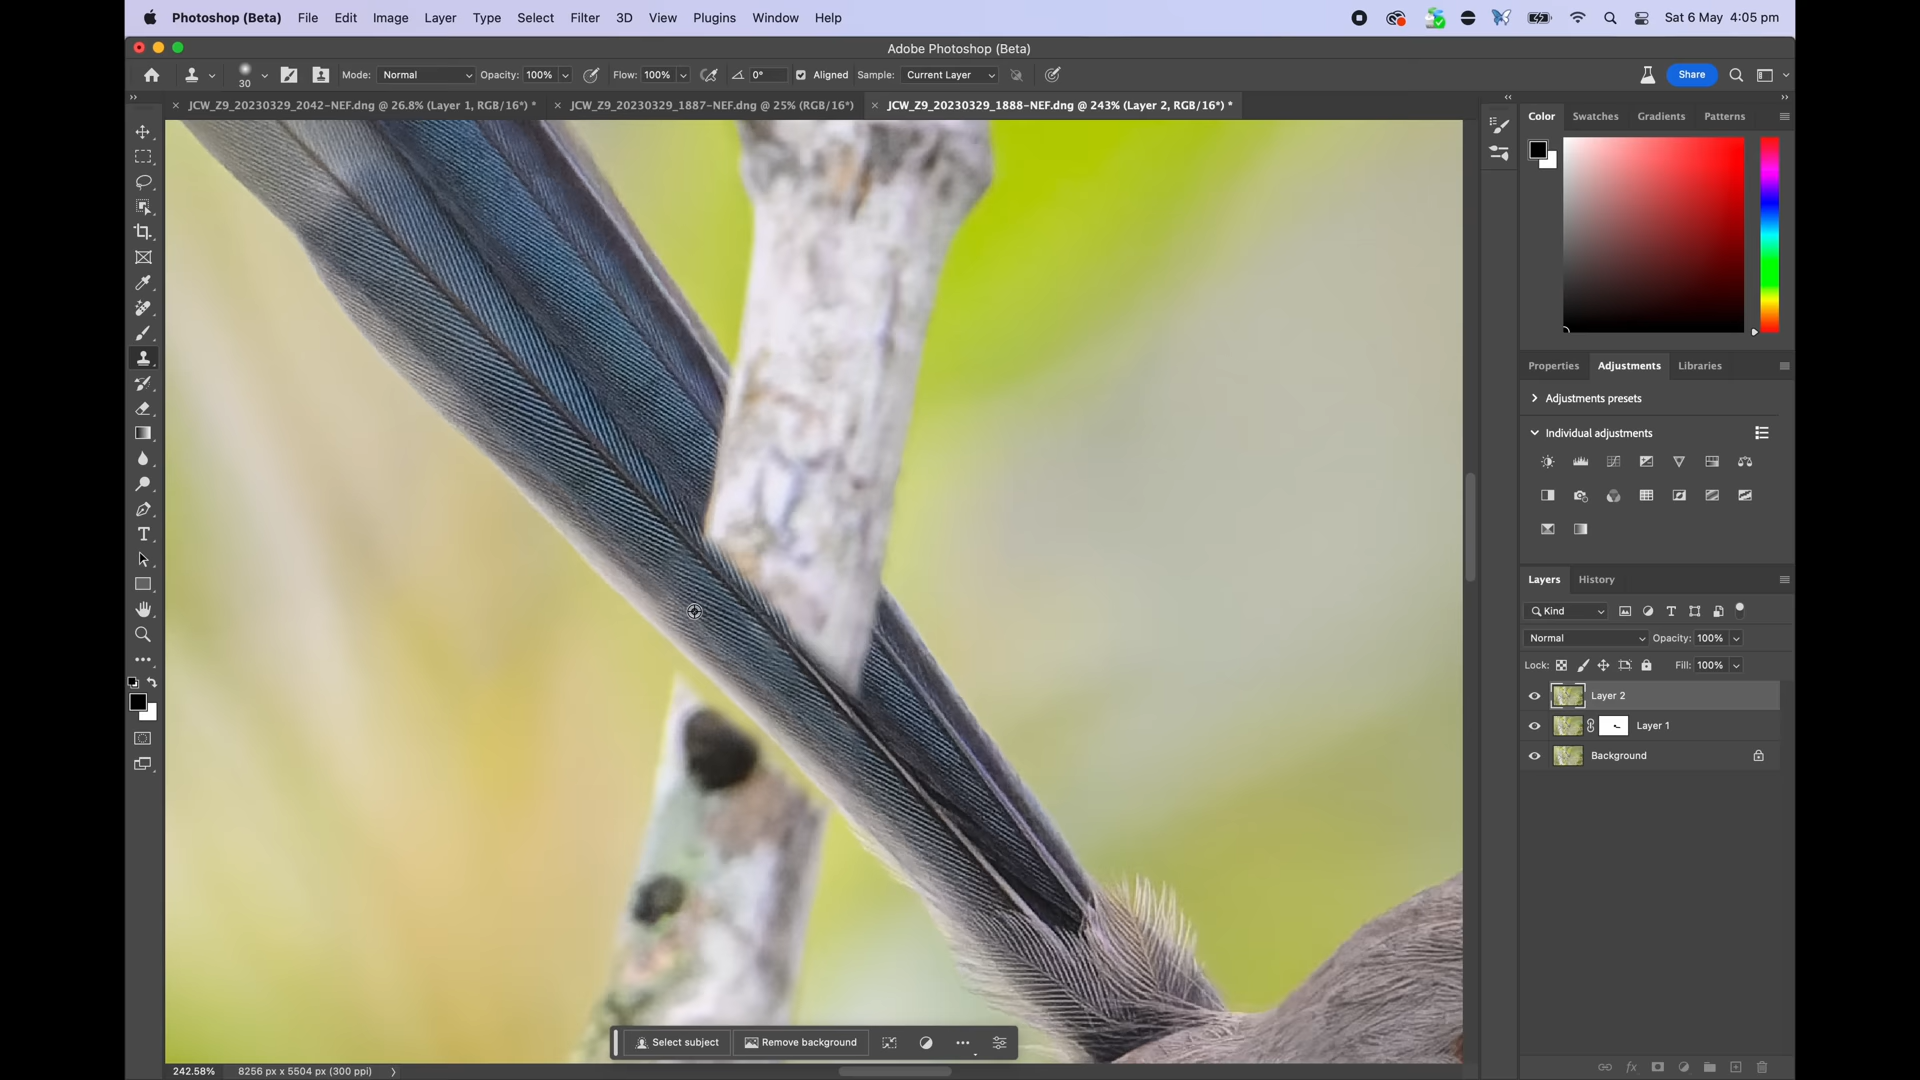 Photoshop (Beta) File Edit Image Layer Type Select Filter 3D View Plugins Window Help Sat 6 May 4:05 pm
Adobe Photoshop (Beta)
30 Mode: Normal Opacity: 100% Flow: 100% 0° Aligned Sample: Current Layer Share
JCW_Z9_20230329_2042-NEF.dng @ 26.8% (Layer 1, RGB/16*) * JCW_Z9_20230329_1887-NEF.dng @ 25% (RGB/16*) JCW_Z9_20230329_1888-NEF.dng @ 243% (Layer 2, RGB/16*) *
Color Swatches Gradients Patterns
Properties Adjustments Libraries
Adjustments presets
Individual adjustments
Layers History
Kind
Normal Opacity: 100%
Lock: Fill: 100%
Layer 2
Layer 1
Background
Select subject Remove background
242.58% 8256 px x 5504 px (300 ppi)